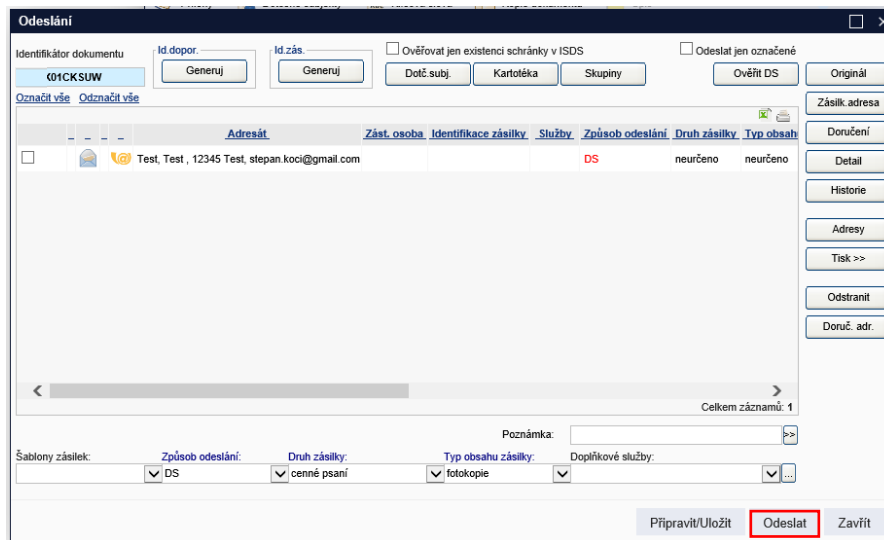 Odeslání
Identifikátor dokumentu
01CKSUW
Id.dopor.
Generuj
Id.zás.
Generuj
Ověřovat jen existenci schránky v ISDS
Dotč.subj. Kartotéka Skupiny
Odeslat jen označené
Ověřit DS
Originál
Označit vše Odznačit vše
Zásilk.adresa
Doručení
Detail
Historie
Adresy
Tisk >>
Odstranit
Doruč. adr.
Adresát Zást. osoba Identifikace zásilky Služby Způsob odeslání Druh zásilky Typ obsahu
Test, Test , 12345 Test, stepan.koci@gmail.com DS neurčeno neurčeno
Celkem záznamů: 1
Poznámka: >>
Šablony zásilek: Způsob odeslání: Druh zásilky: Typ obsahu zásilky: Doplňkové služby:
DS cenné psaní fotokopie ...
Připravit/Uložit Odeslat Zavřít